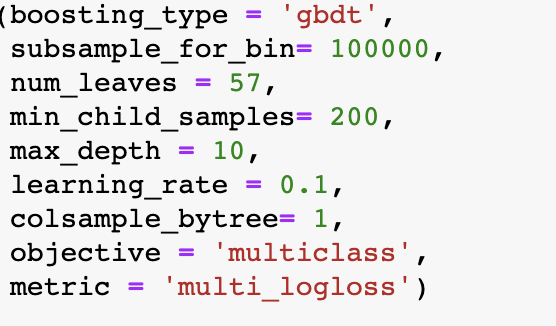 (boosting_type = 'gbdt',
subsample_for_bin= 100000,
num_leaves = 57,
min_child_samples= 200,
max_depth = 10,
learning_rate = 0.1,
colsample_bytree= 1,
objective = 'multiclass',
metric = 'multi_logloss')